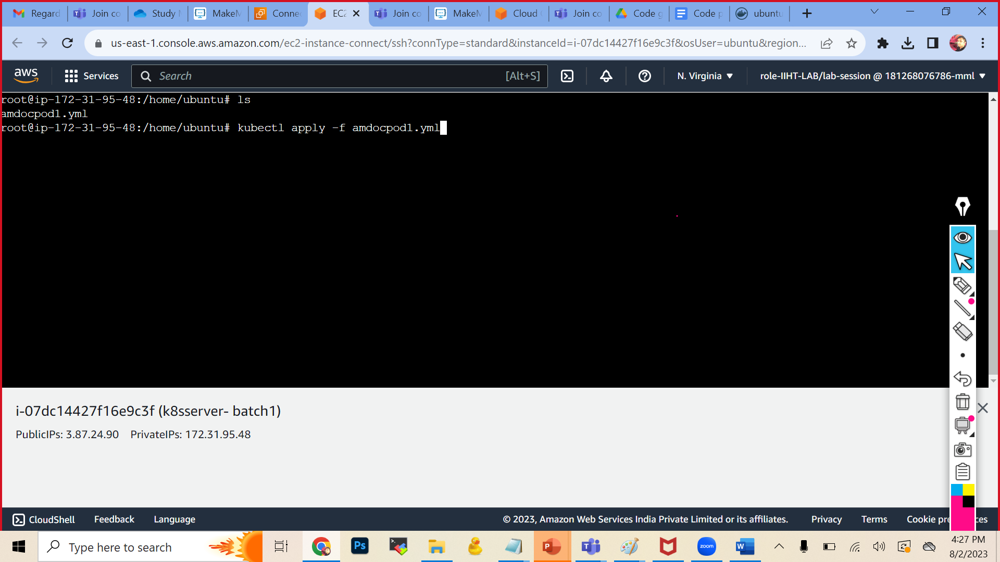 Regard
Join co
Study
MakeM
Conne
EC2
Join co
MakeM
Cloud
Join co
Code g
Code p
ubuntu
us-east-1.console.aws.amazon.com/ec2-instance-connect/ssh?connType=standard&instanceId=i-07dc14427f16e9c3f&osUser=ubuntu&region...
aws
Services
Search
[Alt+S]
N. Virginia
role-IIHT-LAB/lab-session @ 181268076786-mml
root@ip-172-31-95-48:/home/ubuntu# ls
amdocpod1.yml
root@ip-172-31-95-48:/home/ubuntu# kubectl apply -f amdocpod1.yml
i-07dc14427f16e9c3f (k8sserver- batch1)
PublicIPs: 3.87.24.90 PrivateIPs: 172.31.95.48
CloudShell
Feedback
Language
© 2023, Amazon Web Services India Private Limited or its affiliates.
Privacy
Terms
Cookie pre
ces
Type here to search
Ps
P
T
zoom
W
4:27 PM
8/2/2023